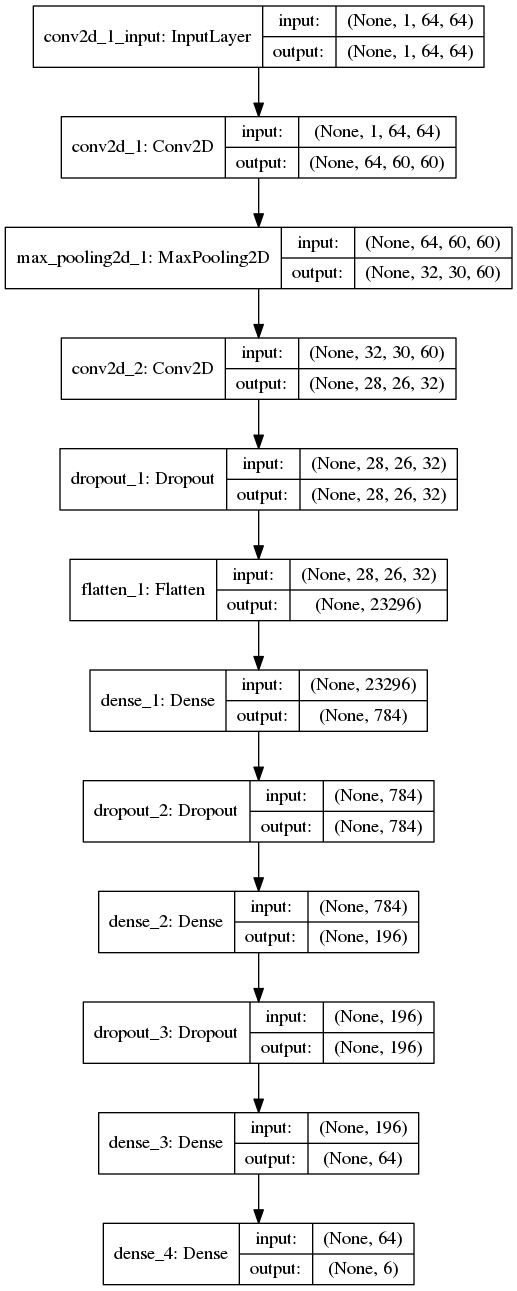 conv2d_1_input: InputLayer
input: (None, 1, 64, 64)
output: (None, 1, 64, 64)
conv2d_1: Conv2D
input: (None, 1, 64, 64)
output: (None, 64, 60, 60)
max_pooling2d_1: MaxPooling2D
input: (None, 64, 60, 60)
output: (None, 32, 30, 60)
conv2d_2: Conv2D
input: (None, 32, 30, 60)
output: (None, 28, 26, 32)
dropout_1: Dropout
input: (None, 28, 26, 32)
output: (None, 28, 26, 32)
flatten_1: Flatten
input: (None, 28, 26, 32)
output: (None, 23296)
dense_1: Dense
input: (None, 23296)
output: (None, 784)
dropout_2: Dropout
input: (None, 784)
output: (None, 784)
dense_2: Dense
input: (None, 784)
output: (None, 196)
dropout_3: Dropout
input: (None, 196)
output: (None, 196)
dense_3: Dense
input: (None, 196)
output: (None, 64)
dense_4: Dense
input: (None, 64)
output: (None, 6)